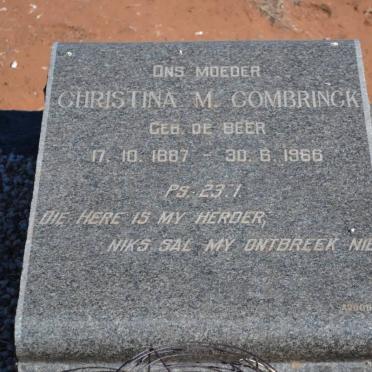 ONS MOEDER
CHRISTINA M. COMBRINCK
GEB. DE BEER
17. 10. 1887 - 30. 6. 1966
PS. 23:1
DIE HERE IS MY HERDER,
NIKS SAL MY ONTBREEK NIE